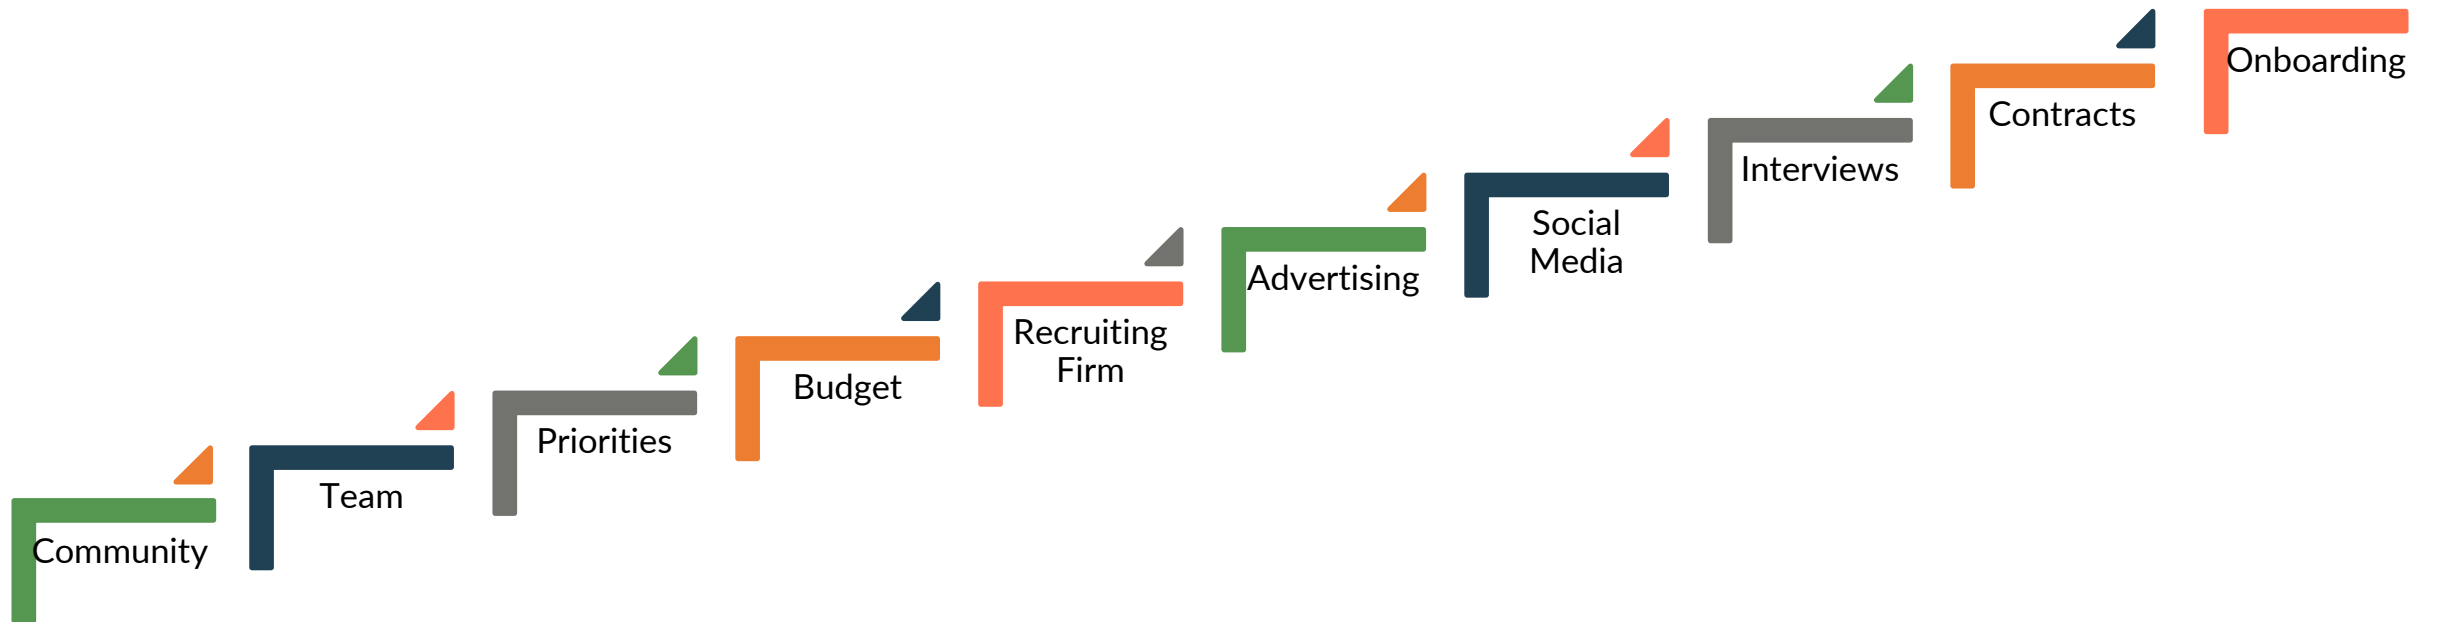 Community
Team
Priorities
Budget
Recruiting
Firm
Advertising
Social
Media
Interviews
Contracts
Onboarding